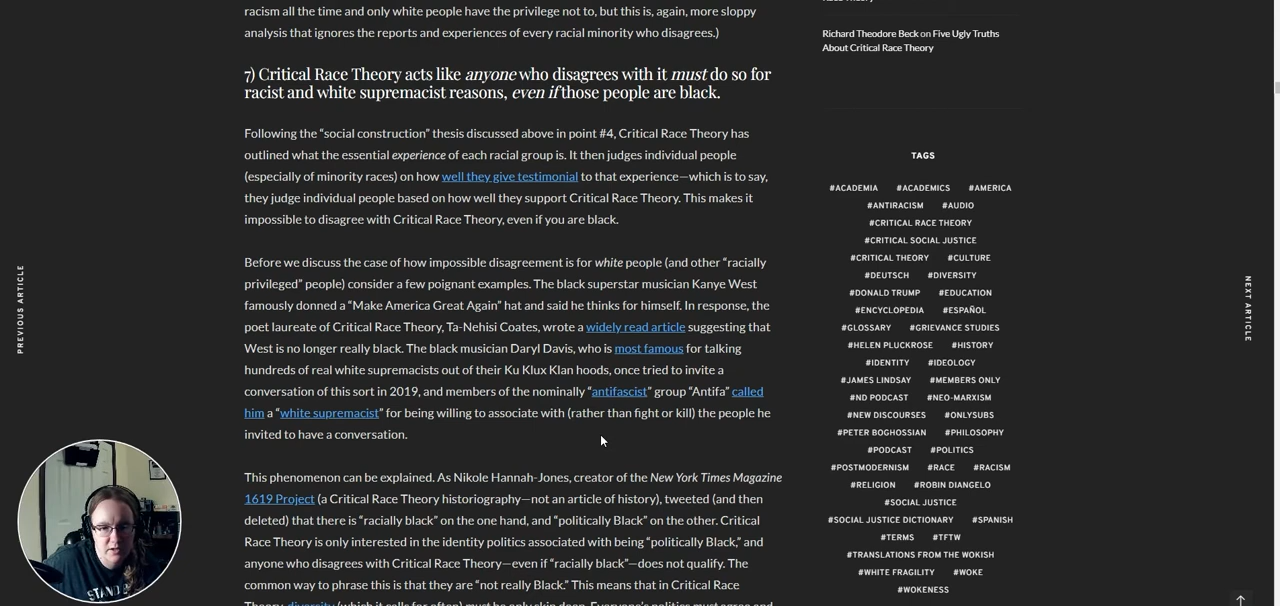 racism all the time and only white people have the privilege not to, but this is, again, more sloppy
analysis that ignores the reports and experiences of every racial minority who disagrees.)
7) Critical Race Theory acts like anyone who disagrees with it must do so for
racist and white supremacist reasons, even if those people are black.
Following the “social construction” thesis discussed above in point #4, Critical Race Theory has
outlined what the essential experience of each racial group is. It then judges individual people
(especially of minority races) on how well they give testimonial to that experience—which is to say,
they judge individual people based on how well they support Critical Race Theory. This makes it
impossible to disagree with Critical Race Theory, even if you are black.
Before we discuss the case of how impossible disagreement is for white people (and other “racially
privileged” people) consider a few poignant examples. The black superstar musician Kanye West
famously donned a “Make America Great Again” hat and said he thinks for himself. In response, the
poet laureate of Critical Race Theory, Ta-Nehisi Coates, wrote a widely read article suggesting that
West is no longer really black. The black musician Daryl Davis, who is most famous for talking
hundreds of real white supremacists out of their Ku Klux Klan hoods, once tried to invite a
conversation of this sort in 2019, and members of the nominally “antifascist” group “Antifa” called
him a “white supremacist” for being willing to associate with (rather than fight or kill) the people he
invited to have a conversation.
This phenomenon can be explained. As Nikole Hannah-Jones, creator of the New York Times Magazine
1619 Project (a Critical Race Theory historiography—not an article of history), tweeted (and then
deleted) that there is “racially black” on the one hand, and “politically Black” on the other. Critical
Race Theory is only interested in the identity politics associated with being “politically Black,” and
anyone who disagrees with Critical Race Theory—even if “racially black”—does not qualify. The
common way to phrase this is that they are “not really Black.” This means that in Critical Race
Theory, diversity (which it calls for often) must be only skin deep. Everyone’s politics must agree and
Richard Theodore Beck on Five Ugly Truths
About Critical Race Theory
TAGS
#ACADEMIA #ACADEMICS #AMERICA
#ANTIRACISM #AUDIO
#CRITICAL RACE THEORY
#CRITICAL SOCIAL JUSTICE
#CRITICAL THEORY #CULTURE
#DEUTSCH #DIVERSITY
#DONALD TRUMP #EDUCATION
#ENCYCLOPEDIA #ESPAÑOL
#GLOSSARY #GRIEVANCE STUDIES
#HELEN PLUCKROSE #HISTORY
#IDENTITY #IDEOLOGY
#JAMES LINDSAY #MEMBERS ONLY
#ND PODCAST #NEO-MARXISM
#NEW DISCOURSES #ONLYSUBS
#PETER BOGHOSSIAN #PHILOSOPHY
#PODCAST #POLITICS
#POSTMODERNISM #RACE #RACISM
#RELIGION #ROBIN DIANGELO
#SOCIAL JUSTICE
#SOCIAL JUSTICE DICTIONARY #SPANISH
#TERMS #TFTW
#TRANSLATIONS FROM THE WOKISH
#WHITE FRAGILITY #WOKE
#WOKENESS
PREVIOUS ARTICLE
NEXT ARTICLE